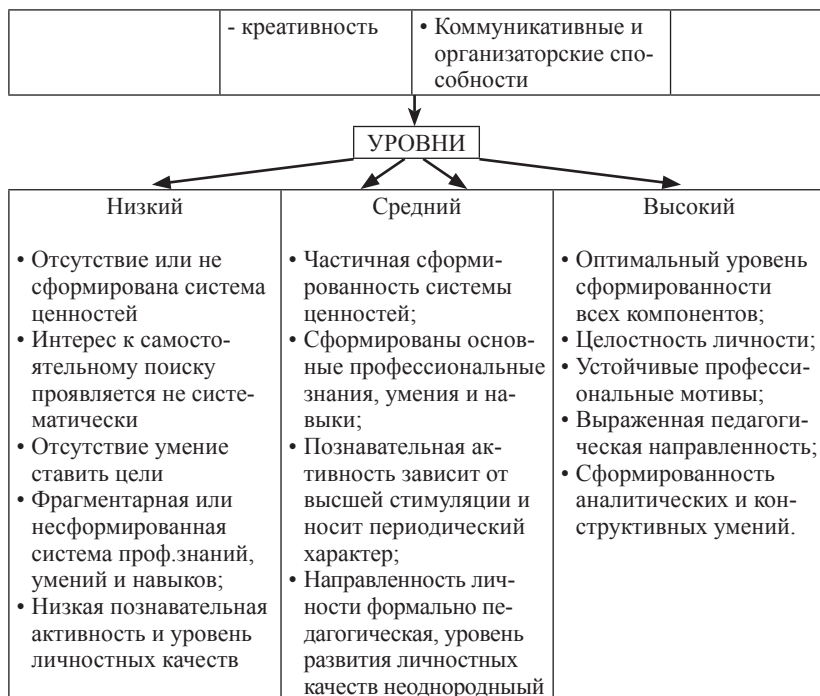 - креативность
• Коммуникативные и
организаторские спо-
собности
УРОВНИ
Низкий
• Отсутствие или не
сформирована система
ценностей
• Интерес к самосто-
ятельному поиску
проявляется не систе-
матически
• Отсутствие умение
ставить цели
• Фрагментарная или
несформированная
система проф.знаний,
умений и навыков;
• Низкая познавательная
активность и уровень
личностных качеств
Средний
• Частичная сформи-
рованность системы
ценностей;
• Сформированы основ-
ные профессиональные
знания, умения и на-
выки;
• Познавательная ак-
тивность зависит от
высшей стимуляции и
носит периодический
характер;
• Направленность лич-
ности формально пе-
дагогическая, уровень
развития личностных
качеств неоднородныый
Высокий
• Оптимальный уровень
сформированности
всех компонентов;
• Целостность личности;
• Устойчивые професси-
ональные мотивы;
• Выраженная педагоги-
ческая направленность;
• Сформированность
аналитических и кон-
структивных умений.